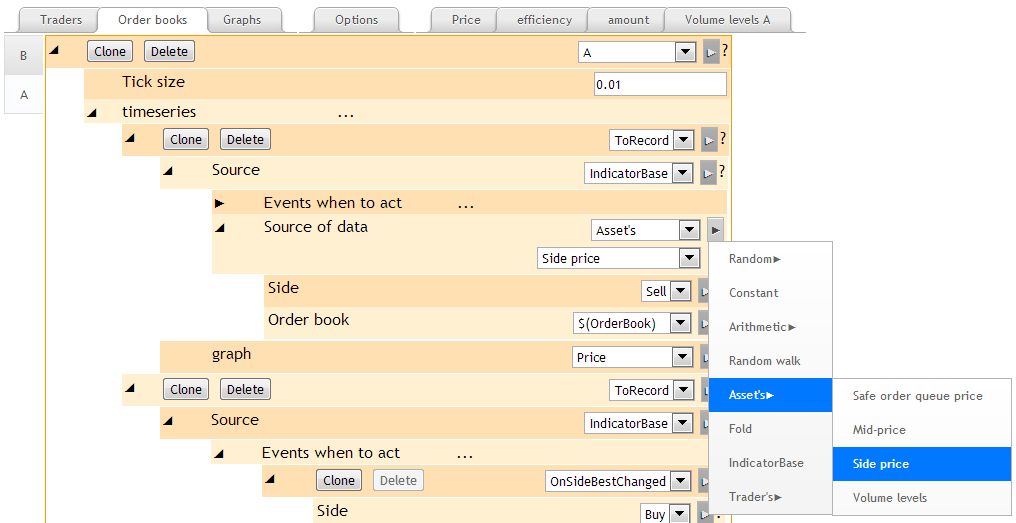 Traders Order books Graphs Options Price efficiency amount Volume levels A
B Clone Delete A ?
Tick size 0.01
A
timeseries ...
Clone Delete ToRecord ?
Source IndicatorBase ?
Events when to act ...
Source of data Asset's
Side price
Random
Side Sell
Constant
Order book $(OrderBook)
Arithmetic
graph Price
Random walk
Clone Delete ToRecord
Asset's Safe order queue price
Source IndicatorBase
Fold Mid-price
Events when to act ...
IndicatorBase Side price
Clone Delete OnSideBestChanged
Trader's Volume levels
Side Buy ?